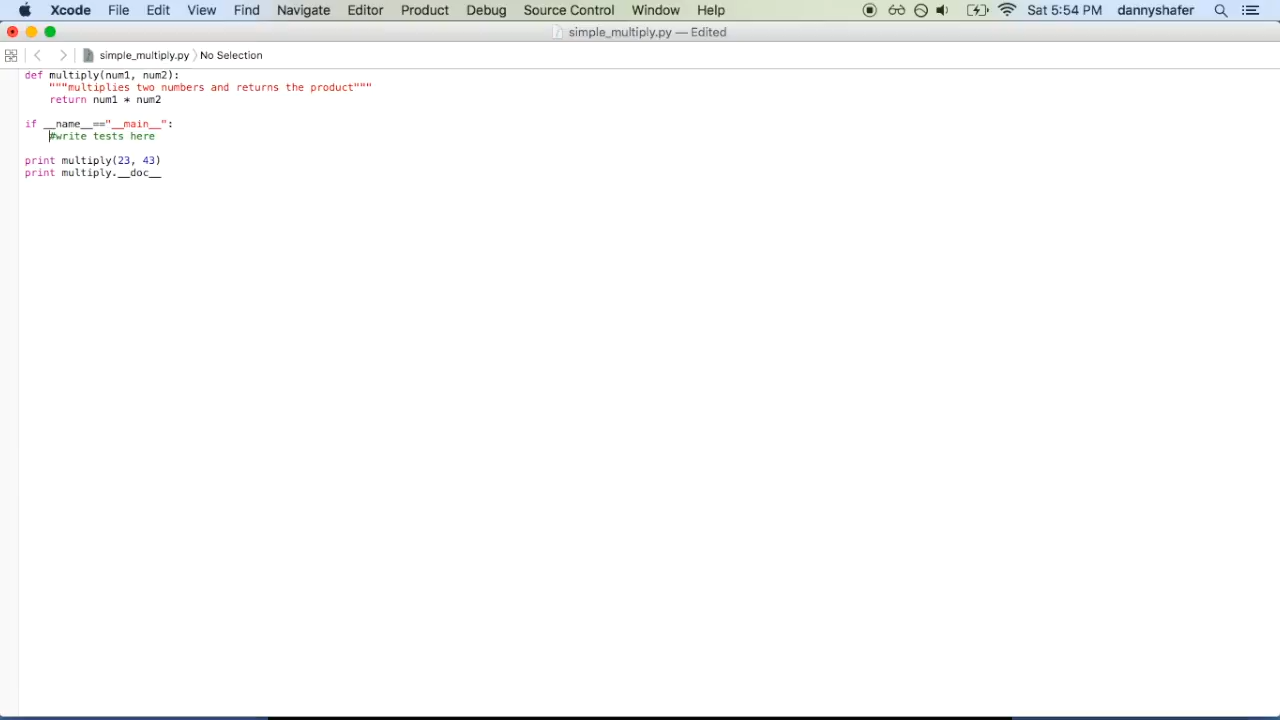 Xcode File Edit View Find Navigate Editor Product Debug Source Control Window Help Sat 5:54 PM dannyshafer
simple_multiply.py — Edited
simple_multiply.py No Selection
def multiply(num1, num2):
    """multiplies two numbers and returns the product"""
    return num1 * num2
if __name__=="__main__":
    #write tests here
print multiply(23, 43)
print multiply.__doc__